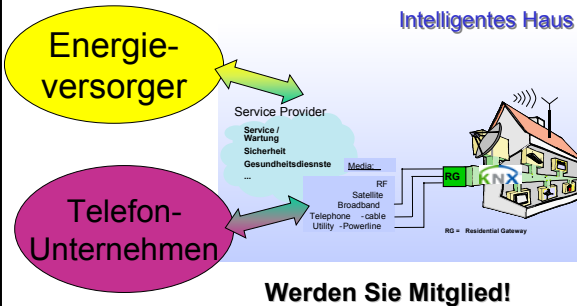 Intelligentes Haus
Energie-
versorger
Service Provider
Service /
Wartung
Sicherheit
Gesundheitsdiesnste
...
Media:
RF
Satellite
Broadband
Telephone -cable
Utility -Powerline
RG
KNX
RG = Residential Gateway
Telefon-
Unternehmen
Werden Sie Mitglied!